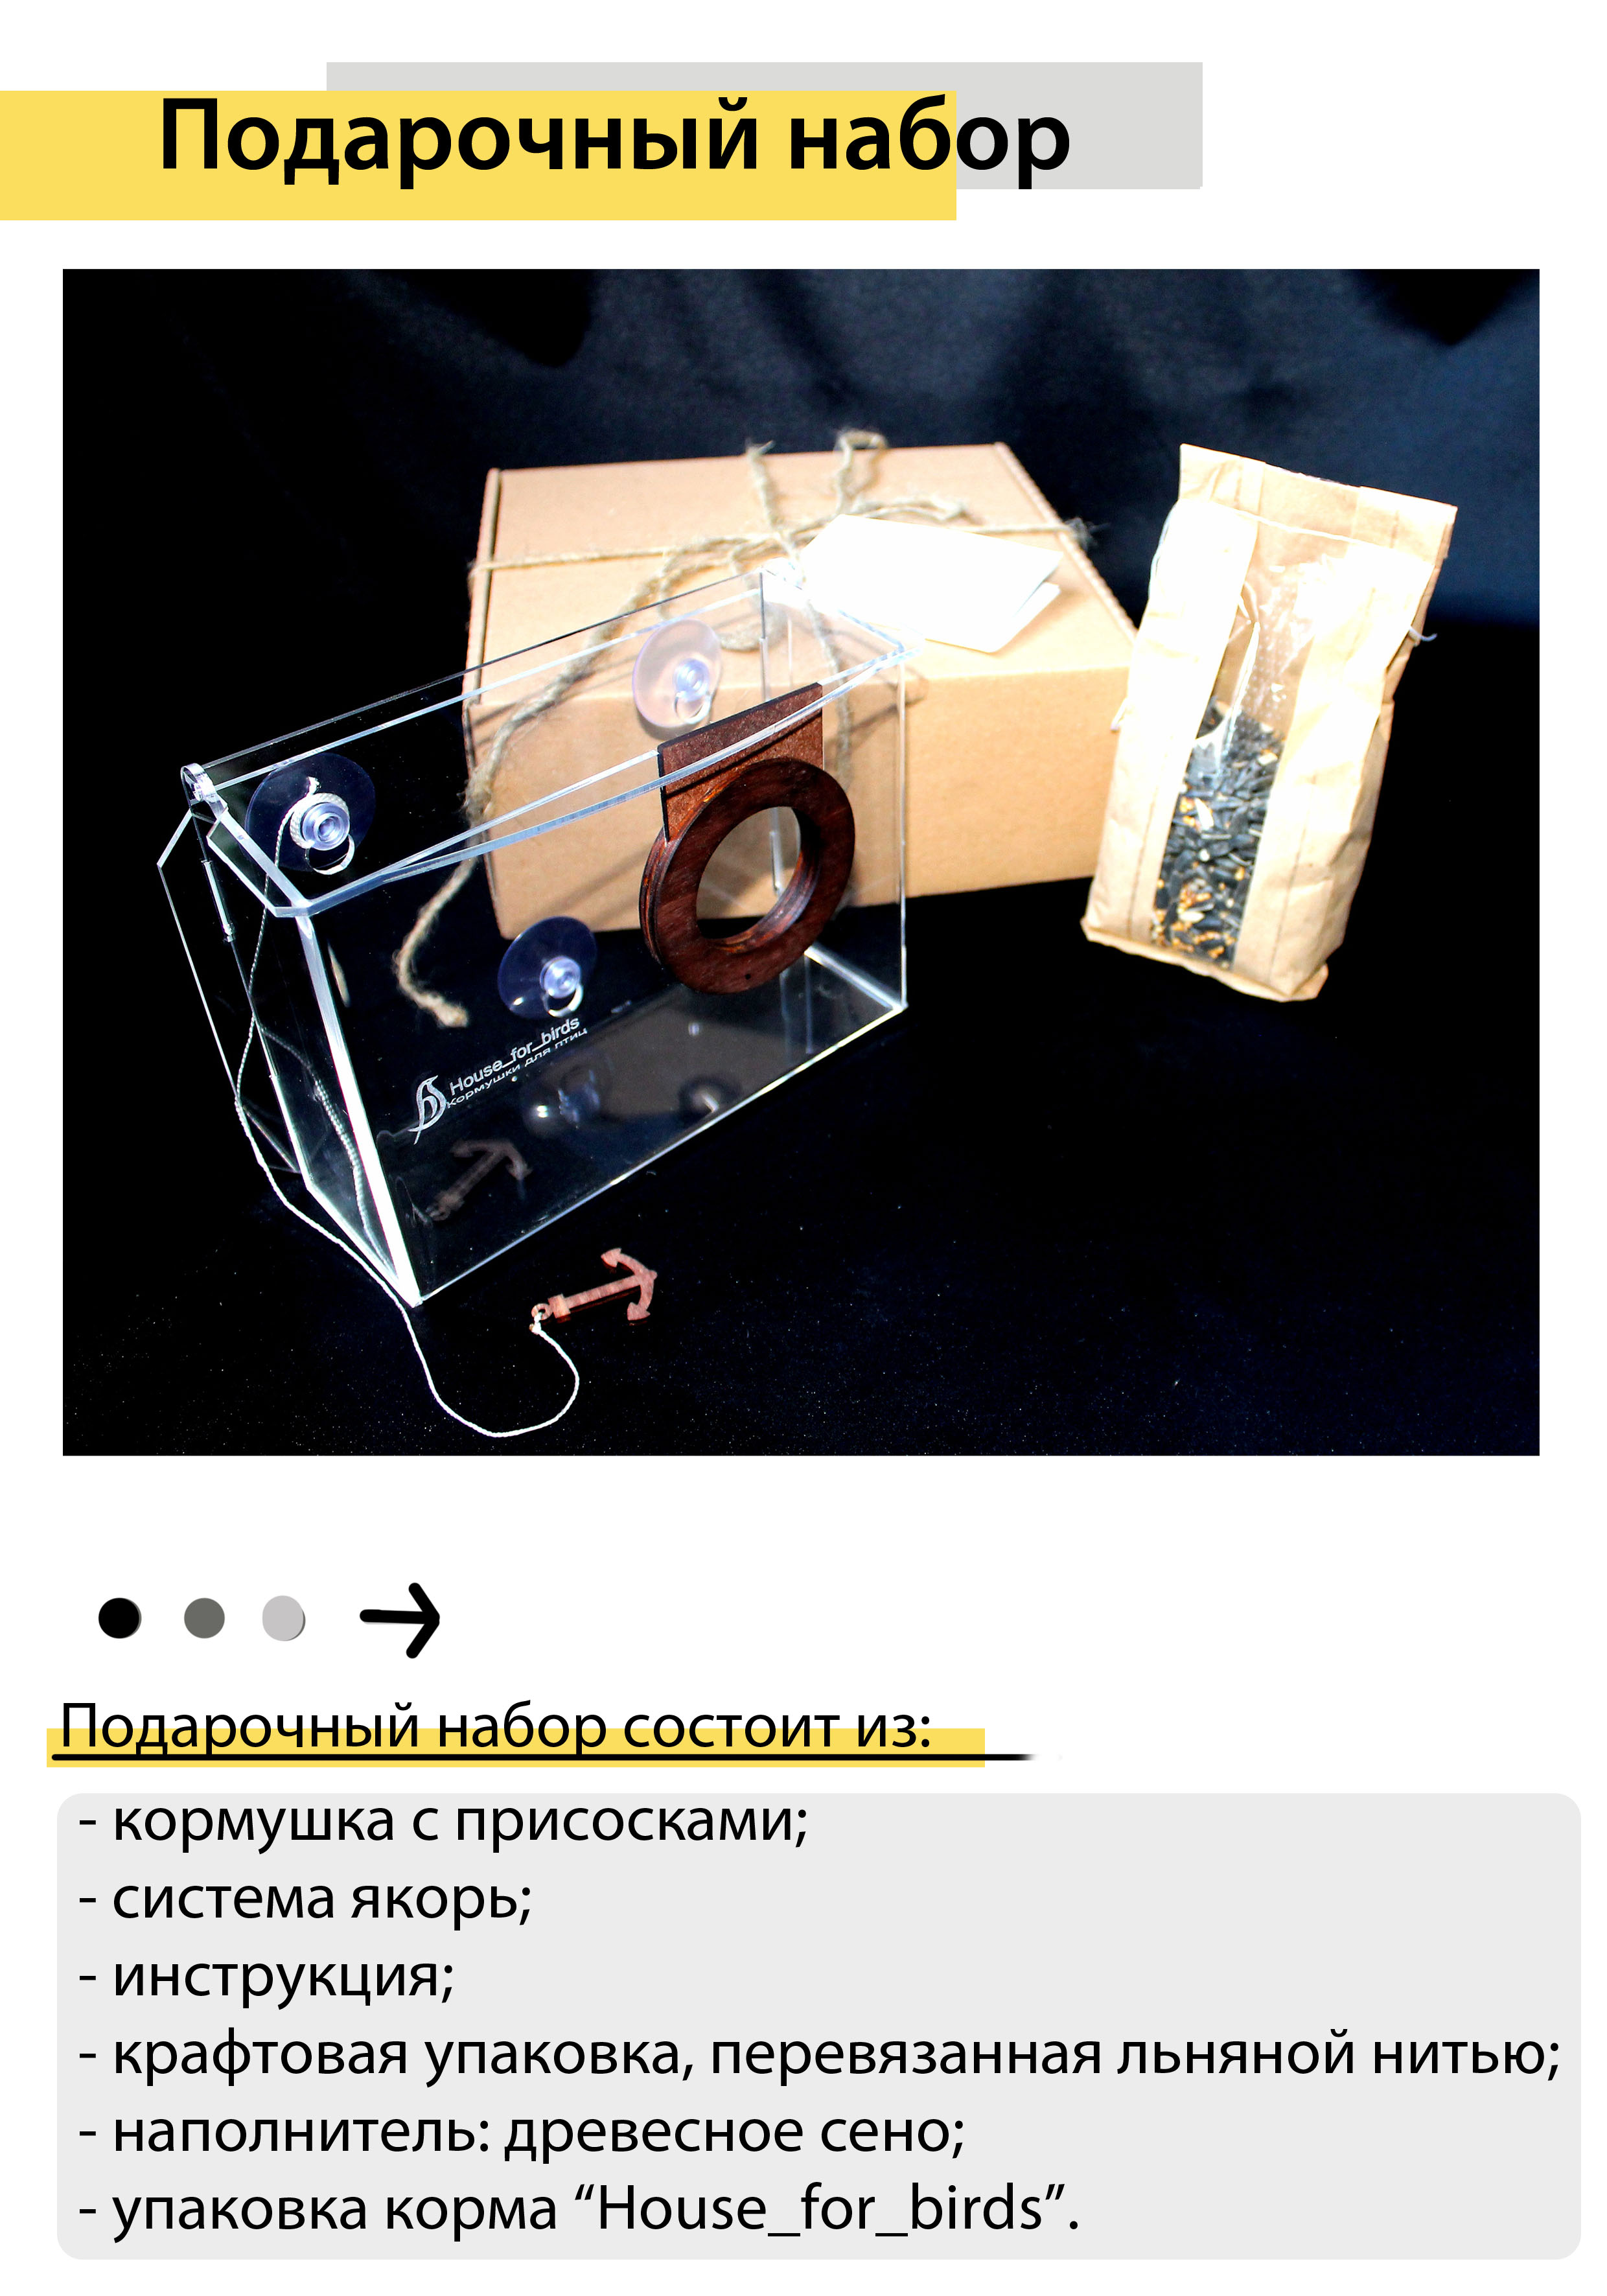 Подарочный набор
House_for_birds
Кормушки для птиц
Подарочный набор состоит из:
- кормушка с присосками;
- система якорь;
- инструкция;
- крафтовая упаковка, перевязанная льняной нитью;
- наполнитель: древесное сено;
- упаковка корма “House_for_birds”.